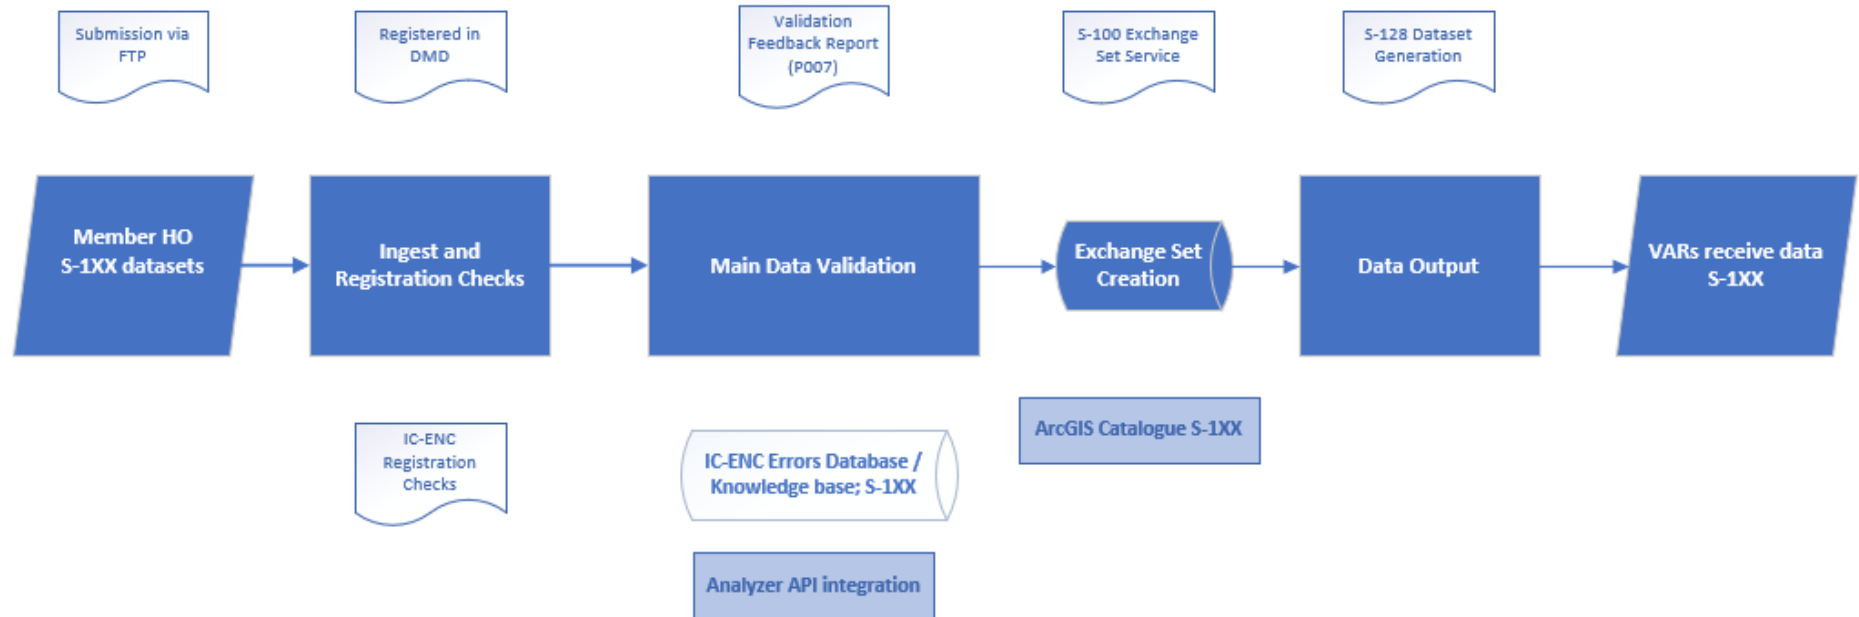 Submission via
FTP
Registered in
DMD
Validation
Feedback Report
(P007)
S-100 Exchange
Set Service
S-128 Dataset
Generation
Member HO
S-1XX datasets
Ingest and
Registration Checks
Main Data Validation
Exchange Set
Creation
Data Output
VARs receive data
S-1XX
IC-ENC
Registration
Checks
IC-ENC Errors Database /
Knowledge base; S-1XX
ArcGIS Catalogue S-1XX
Analyzer API integration